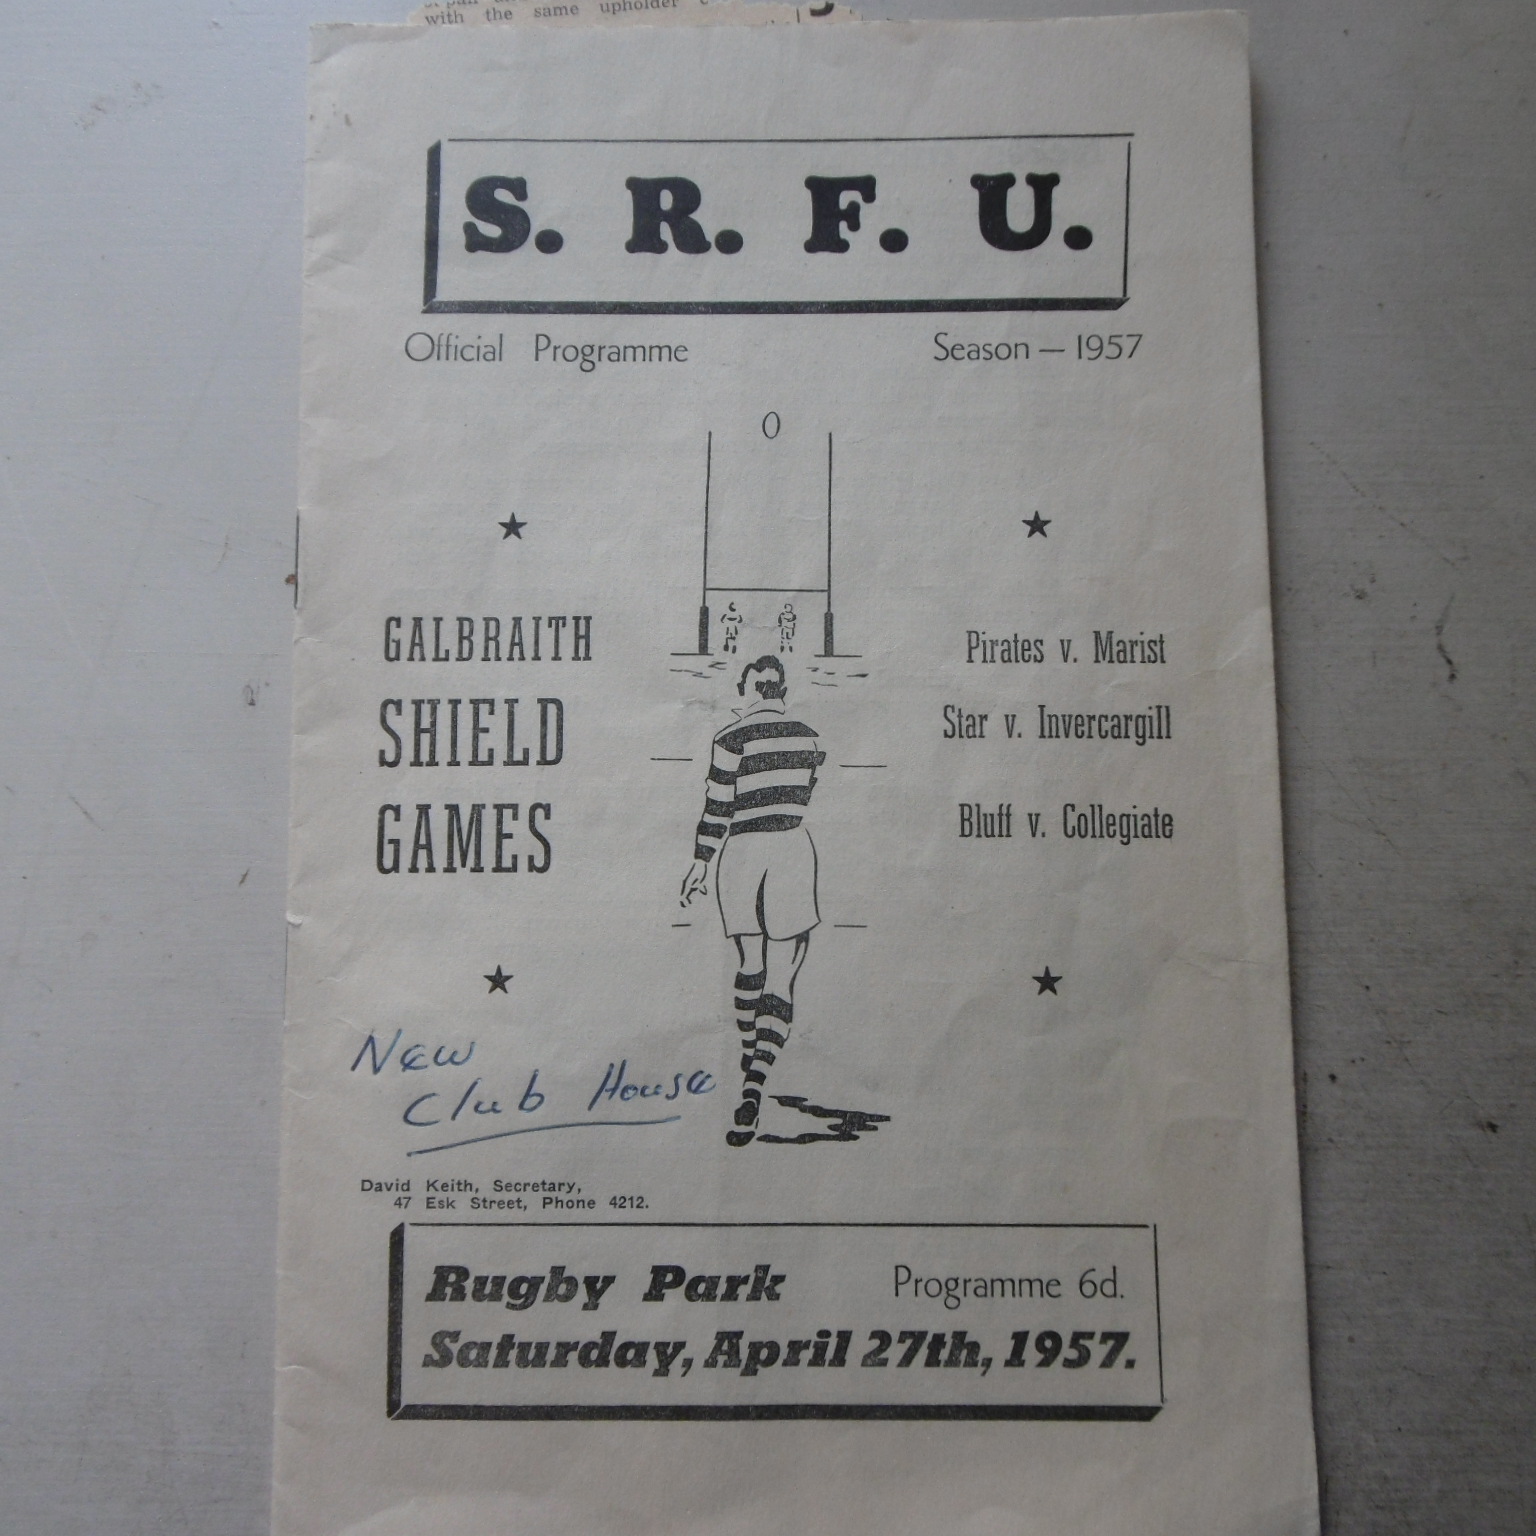 with the same upholder
S. R. F. U.
Official Programme
Season — 1957
GALBRAITH
SHIELD
GAMES
Pirates v. Marist
Star v. Invercargill
Bluff v. Collegiate
New
Club House
David Keith, Secretary,
47 Esk Street, Phone 4212.
Rugby Park
Programme 6d.
Saturday, April 27th, 1957.